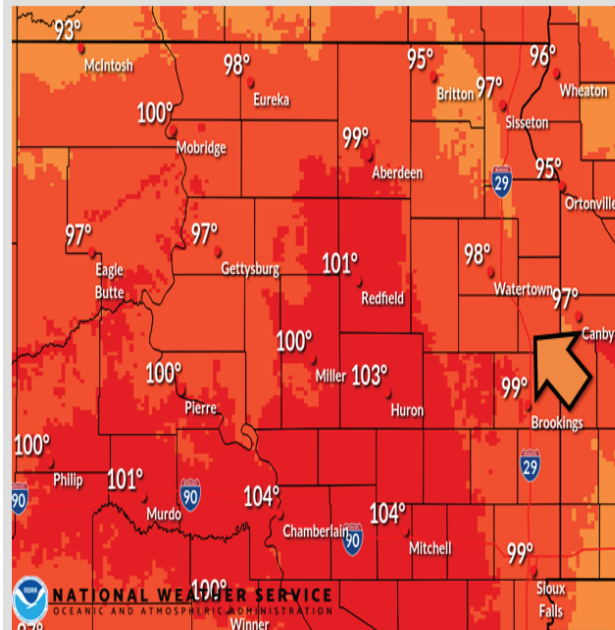 93°
McIntosh
98°
Eureka
95°
Britton
97°
Sisseton
96°
Wheaton
100°
Mobridge
99°
Aberdeen
29
95°
Ortonville
97°
Eagle
Butte
97°
Gettysburg
101°
Redfield
98°
Watertown
97°
Canby
100°
Miller
103°
Huron
100°
Pierre
99°
Brookings
100°
Philip
29
90
101°
Murdo
90
104°
Chamberlain
90
104°
Mitchell
99°
Sioux
Falls
NOAA
NATIONAL WEATHER SERVICE
OCEANIC AND ATMOSPHERIC ADMINISTRATION
100°
Winner